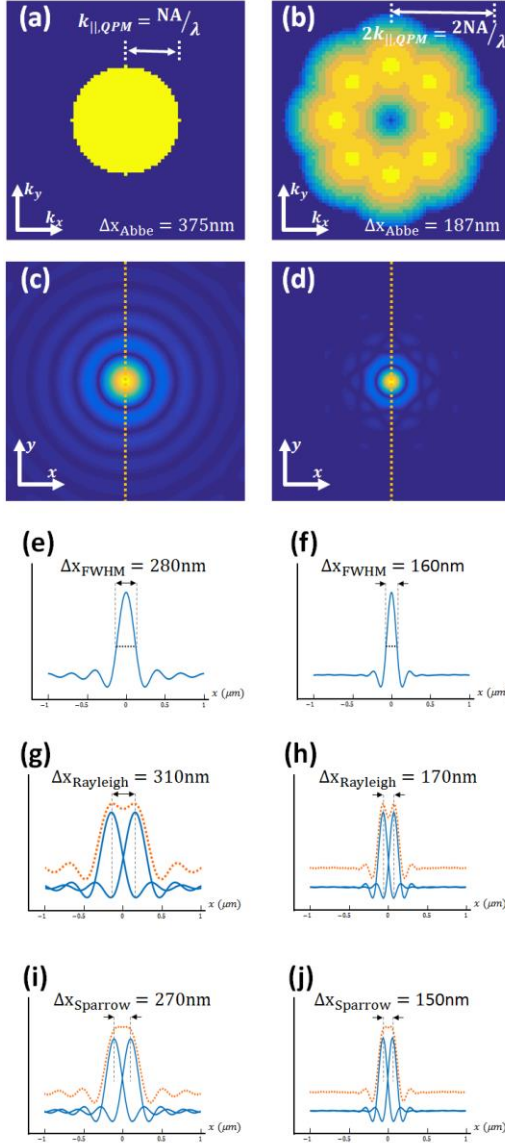 (a)
k||,QPM = NA/λ
(b)
2k||,QPM = 2NA/λ
ky
kx
ΔxAbbe = 375nm
ky
kx
ΔxAbbe = 187nm
(c)
(d)
y
x
y
x
(e)
ΔxFWHM = 280nm
(f)
ΔxFWHM = 160nm
x (μm)
−1 −0.5 0 0.5 1
x (μm)
−1 −0.5 0 0.5 1
(g)
ΔxRayleigh = 310nm
(h)
ΔxRayleigh = 170nm
x (μm)
−1 −0.5 0 0.5 1
x (μm)
−1 −0.5 0 0.5 1
(i)
ΔxSparrow = 270nm
(j)
ΔxSparrow = 150nm
x (μm)
−1 −0.5 0 0.5 1
x (μm)
−1 −0.5 0 0.5 1